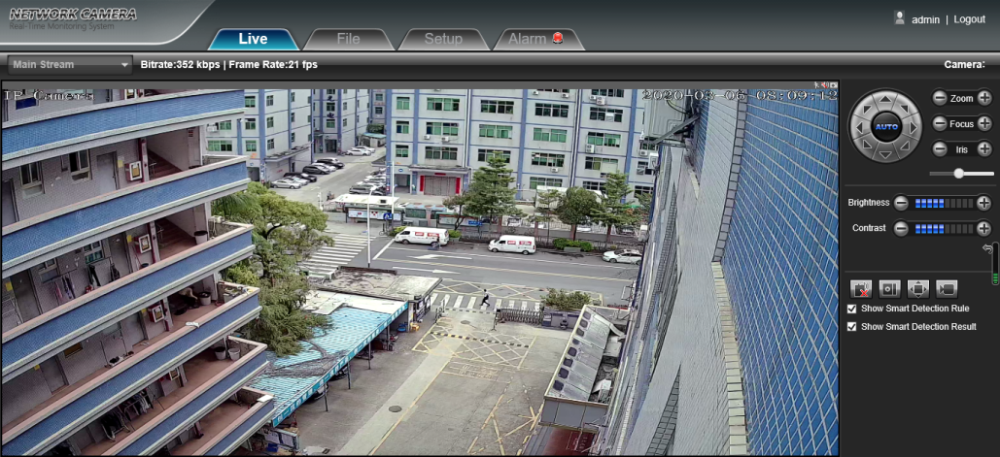 NETWORK CAMERA
Real-Time Monitoring System
admin | Logout
Live
File
Setup
Alarm
Main Stream
Bitrate:352 kbps | Frame Rate:21 fps
Camera:
IP Camera
2020-03-06 08:09:12
AUTO
Zoom
Focus
Iris
Brightness
Contrast
Show Smart Detection Rule
Show Smart Detection Result